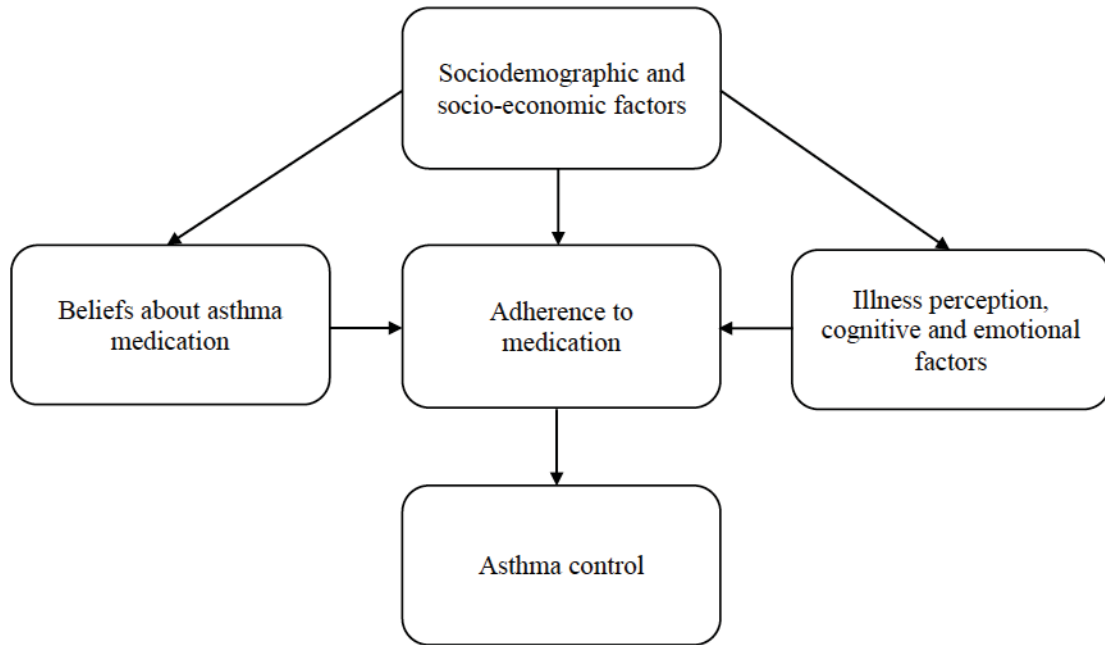 Sociodemographic and
socio-economic factors
Beliefs about asthma
medication
Adherence to
medication
Illness perception,
cognitive and emotional
factors
Asthma control